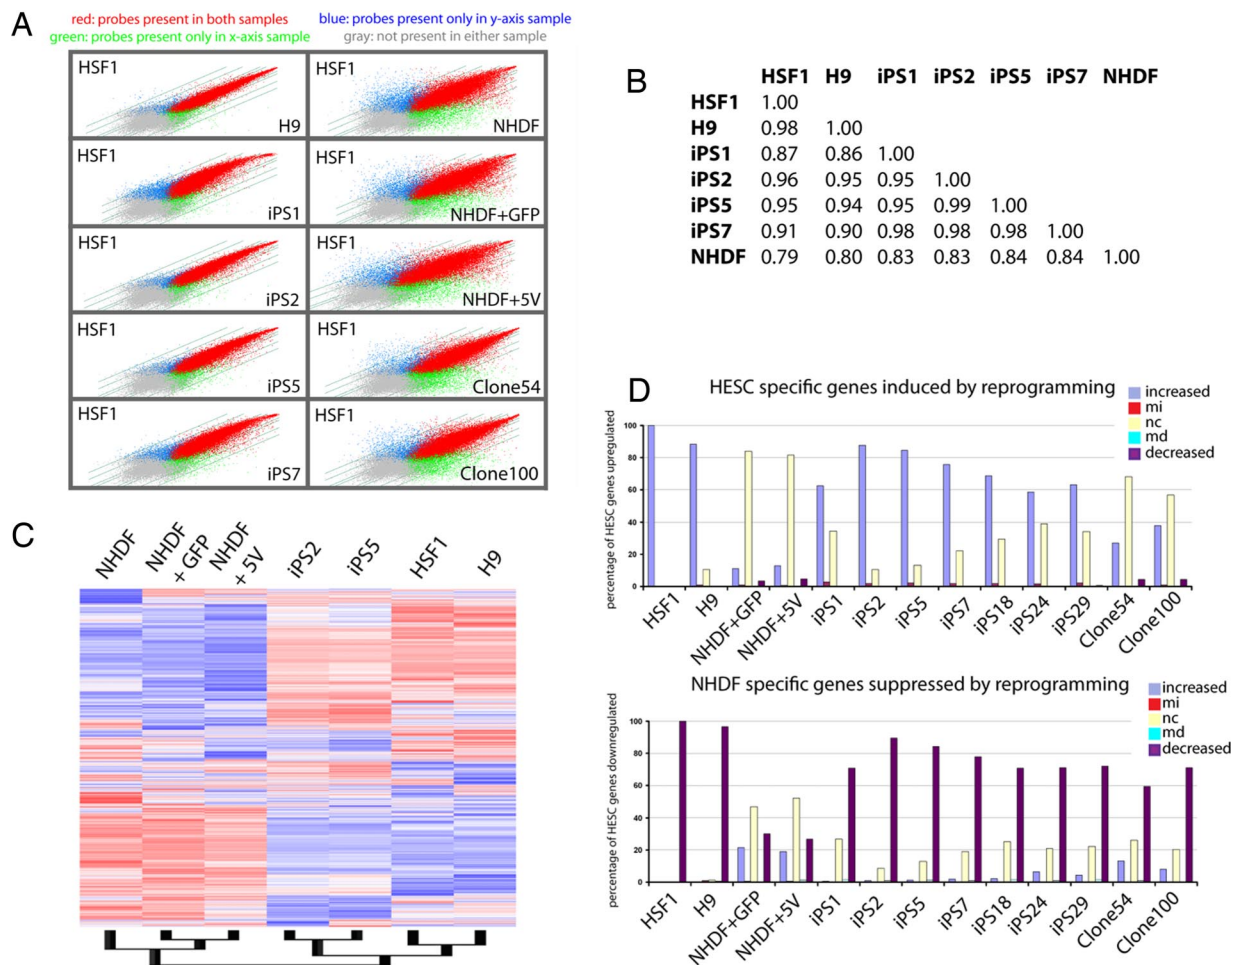 A
red: probes present in both samples
blue: probes present only in y-axis sample
green: probes present only in x-axis sample
gray: not present in either sample
HSF1
H9
HSF1
NHDF
HSF1
iPS1
HSF1
NHDF+GFP
HSF1
iPS2
HSF1
NHDF+5V
HSF1
iPS5
HSF1
Clone54
HSF1
iPS7
HSF1
Clone100
B
HSF1 H9 iPS1 iPS2 iPS5 iPS7 NHDF
HSF1 1.00
H9 0.98 1.00
iPS1 0.87 0.86 1.00
iPS2 0.96 0.95 0.95 1.00
iPS5 0.95 0.94 0.95 0.99 1.00
iPS7 0.91 0.90 0.98 0.98 0.98 1.00
NHDF 0.79 0.80 0.83 0.83 0.84 0.84 1.00
C
NHDF
NHDF
+ GFP
NHDF
+ 5V
iPS2
iPS5
HSF1
H9
D
HESC specific genes induced by reprogramming
increased
mi
nc
md
decreased
percentage of HESC genes upregulated
100
80
60
40
20
0
HSF1
H9
NHDF+GFP
NHDF+5V
iPS1
iPS2
iPS5
iPS7
iPS18
iPS24
iPS29
Clone54
Clone100
NHDF specific genes suppressed by reprogramming
increased
mi
nc
md
decreased
percentage of HESC genes downregulated
100
80
60
40
20
0
HSF1
H9
NHDF+GFP
NHDF+5V
iPS1
iPS2
iPS5
iPS7
iPS18
iPS24
iPS29
Clone54
Clone100